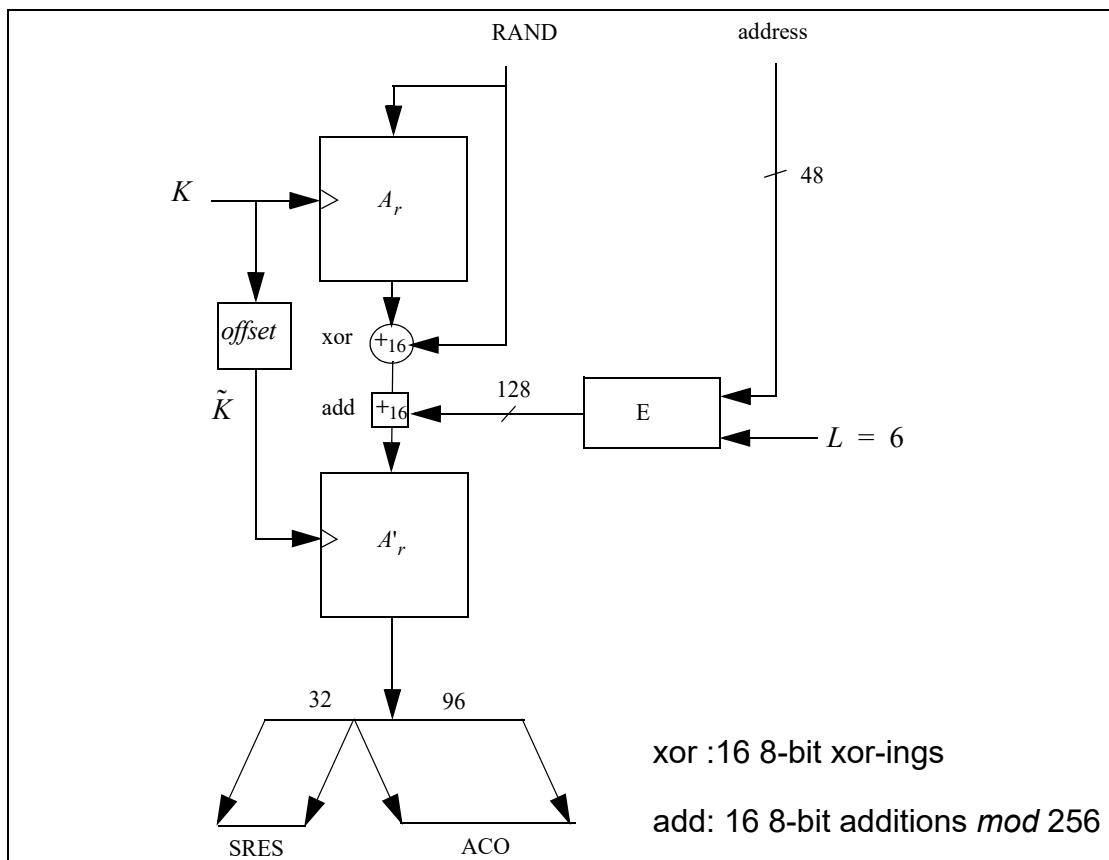 RAND address
48
K
A_r
offset
xor +16
K̃
add +16
128
E
L = 6
A'_r
32 96
xor :16 8-bit xor-ings
add: 16 8-bit additions mod 256
SRES ACO